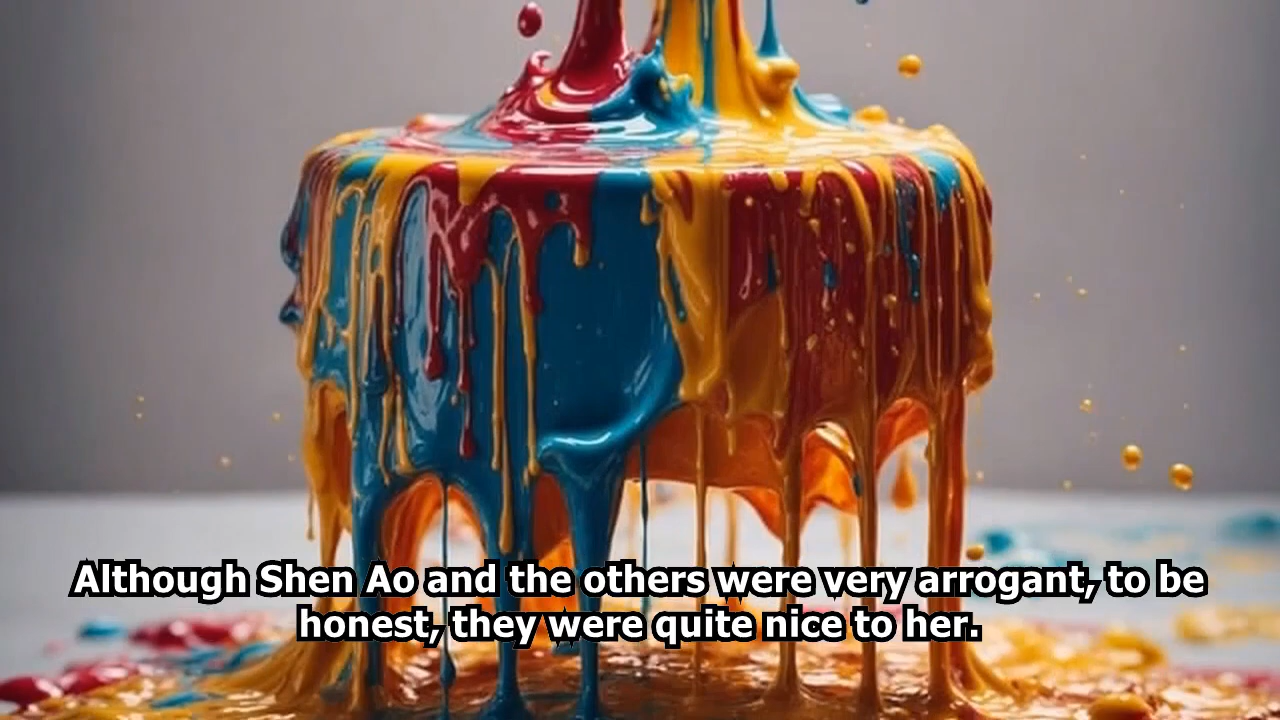 Although Shen Ao and the others were very arrogant, to be
honest, they were quite nice to her.